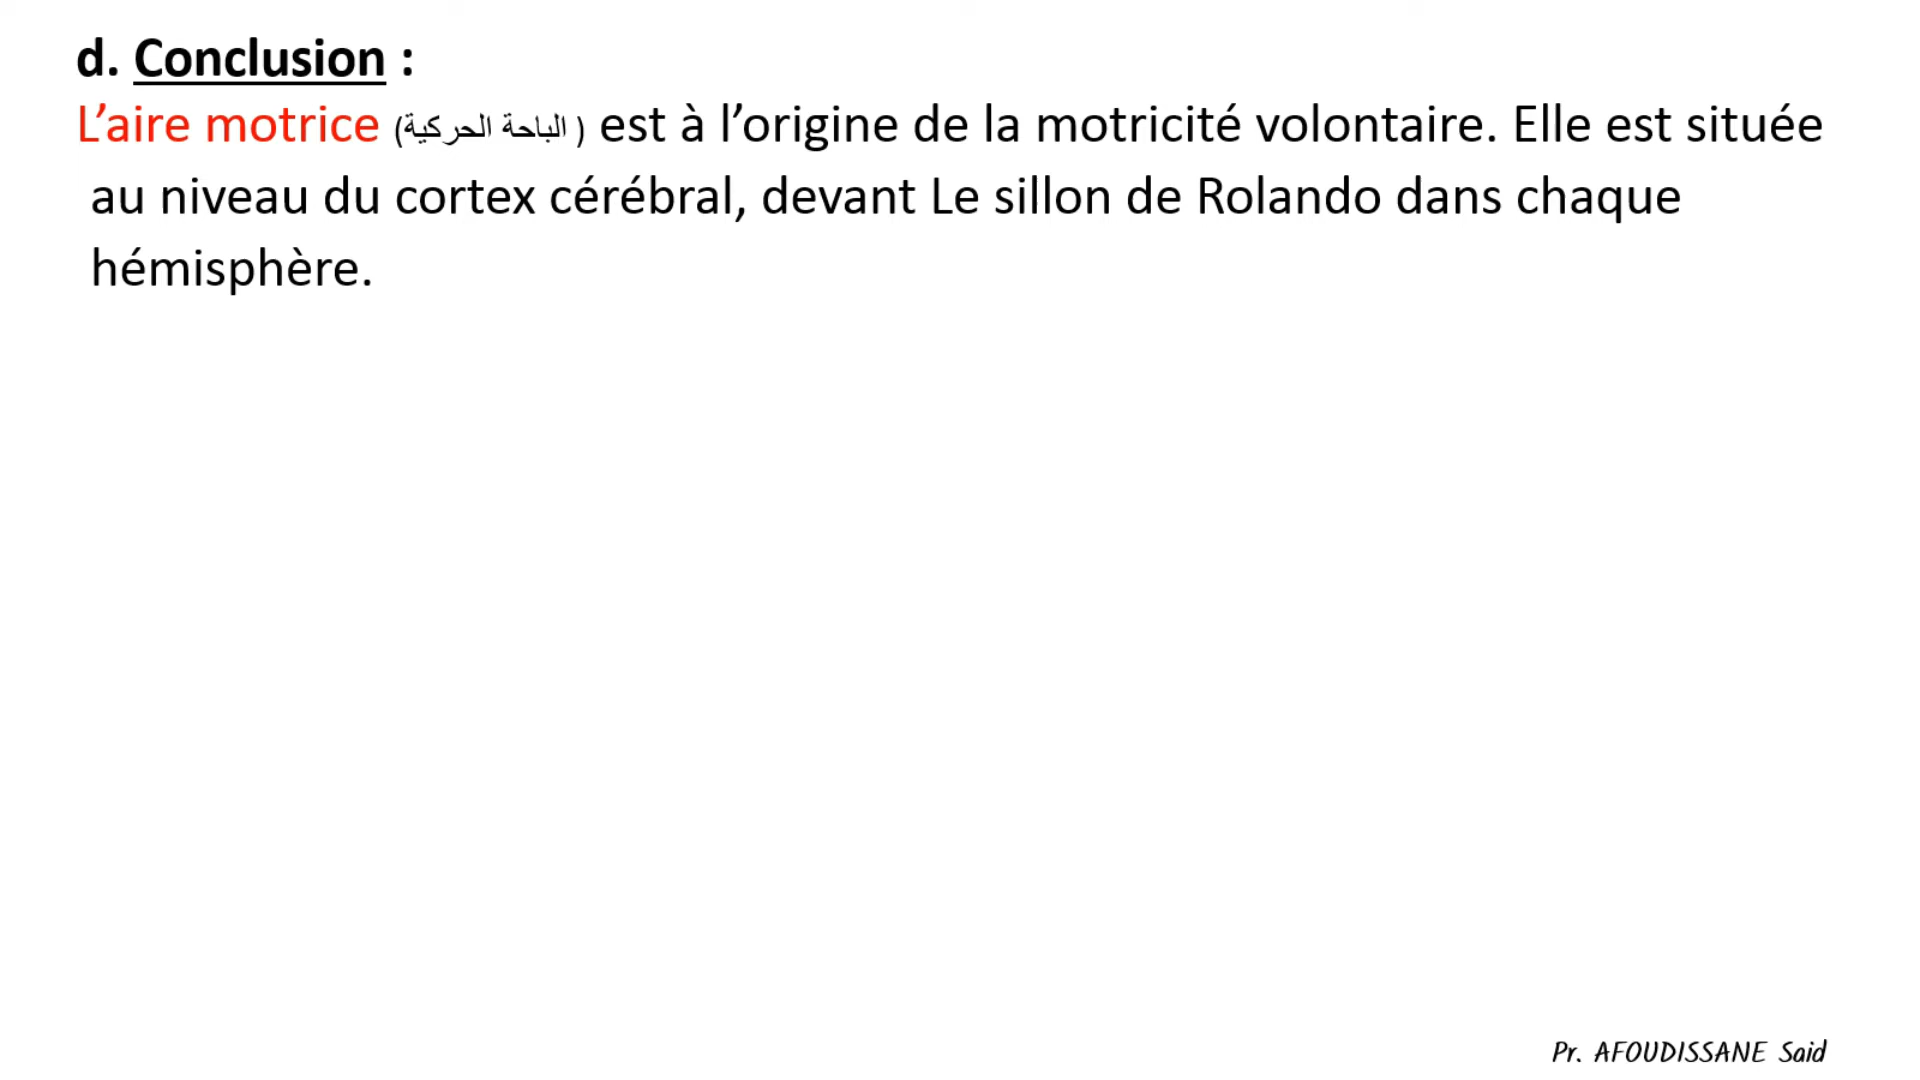 d. Conclusion :
L’aire motrice (الباحة الحركية) est à l’origine de la motricité volontaire. Elle est située
au niveau du cortex cérébral, devant Le sillon de Rolando dans chaque
hémisphère.
Pr. AFOUDISSANE Said